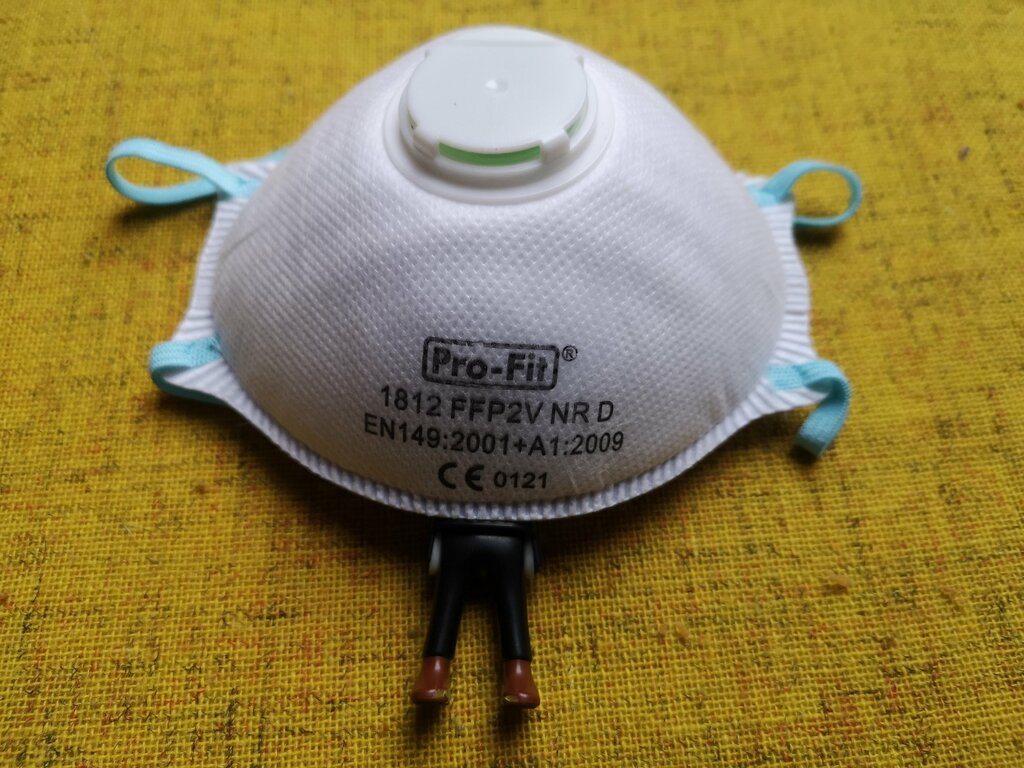 Pro-Fit®
1812 FFP2V NR D
EN149:2001+A1:2009
CE 0121